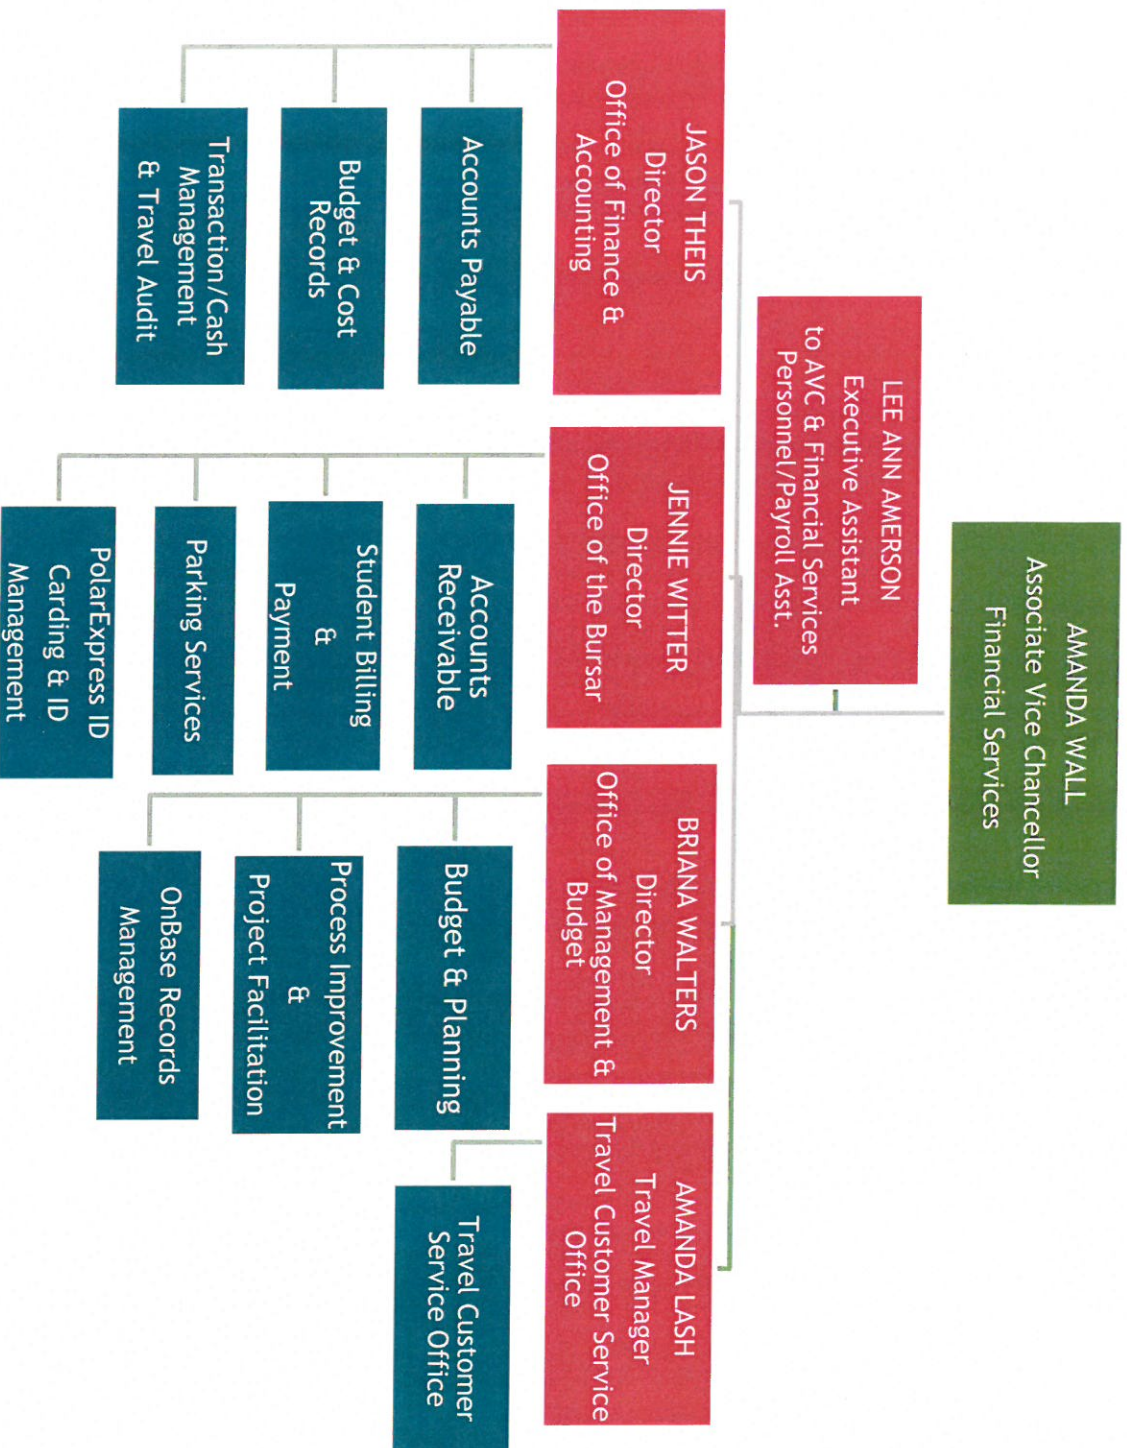 AMANDA WALL
Associate Vice Chancellor
Financial Services
LEE ANN AMERSON
Executive Assistant
to AVC & Financial Services
Personnel/Payroll Asst.
JASON THEIS
Director
Office of Finance &
Accounting
Accounts Payable
Budget & Cost
Records
Transaction/Cash
Management
& Travel Audit
JENNIE WITTER
Director
Office of the Bursar
Accounts
Receivable
Student Billing
&
Payment
Parking Services
PolarExpress ID
Carding & ID
Management
BRIANA WALTERS
Director
Office of Management &
Budget
Budget & Planning
Process Improvement
&
Project Facilitation
OnBase Records
Management
AMANDA LASH
Travel Manager
Travel Customer Service
Office
Travel Customer
Service Office